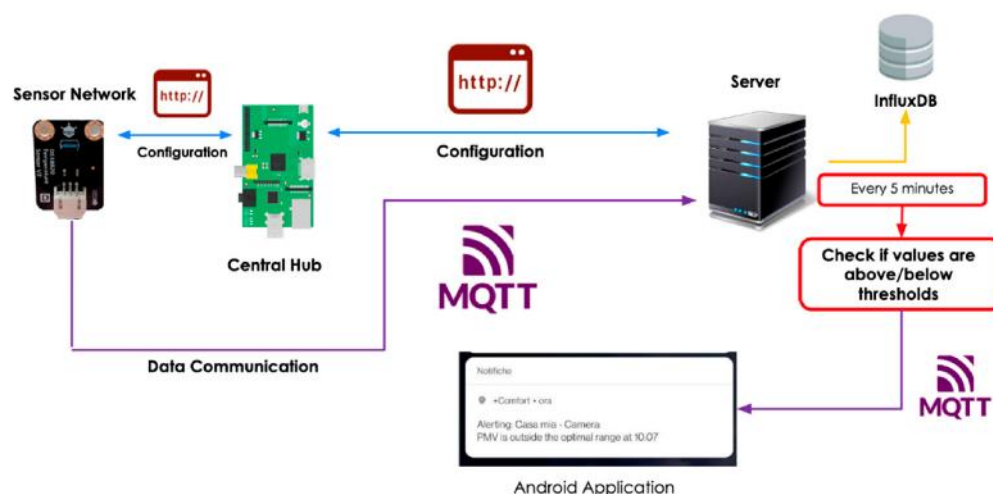 Sensor Network
http://
Configuration
Central Hub
http://
Configuration
Server
InfluxDB
Every 5 minutes
Check if values are
above/below
thresholds
MQTT
Data Communication
MQTT
Notifiche
+Comfort • ora
Alerting: Casa mia - Camera
PMV is outside the optimal range at 10:07
Android Application